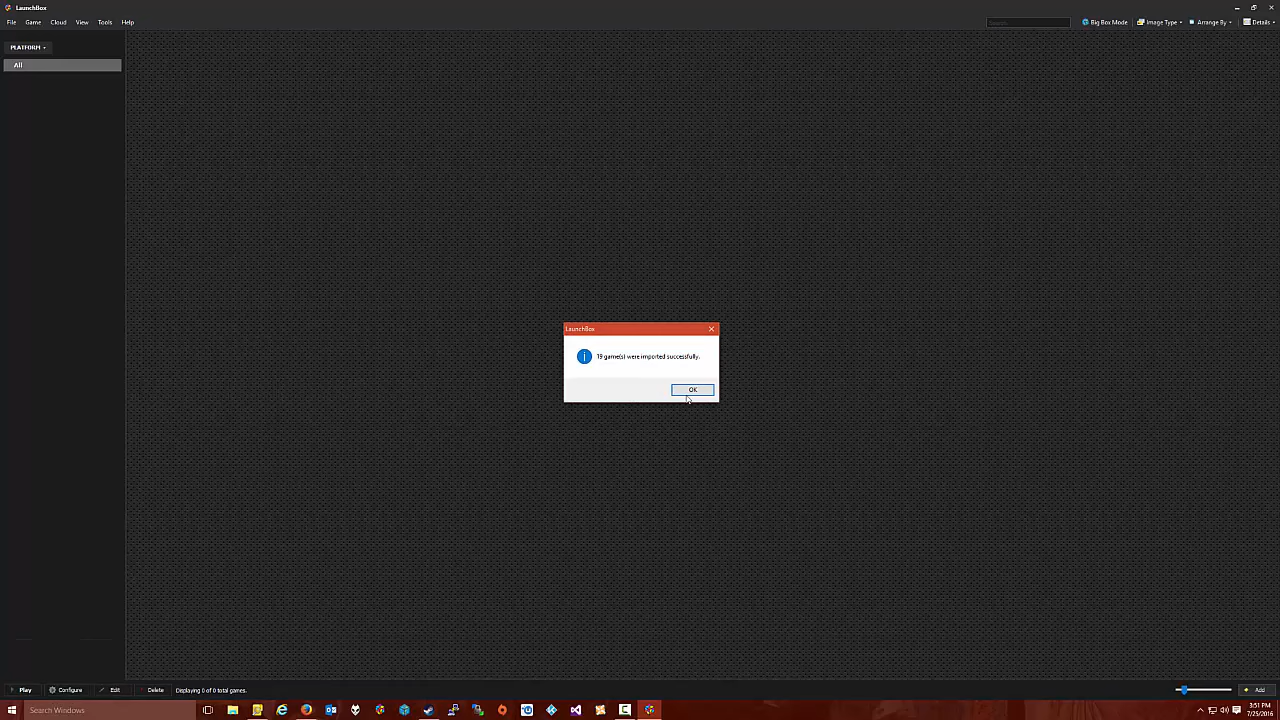 LaunchBox
File Game Cloud View Tools Help
Search
Big Box Mode Image Type Arrange By Details
PLATFORM
All
LaunchBox
19 game(s) were imported successfully.
OK
Play Configure Edit Delete Displaying 0 of 0 total games.
Add
Search Windows
3:51 PM
7/25/2016